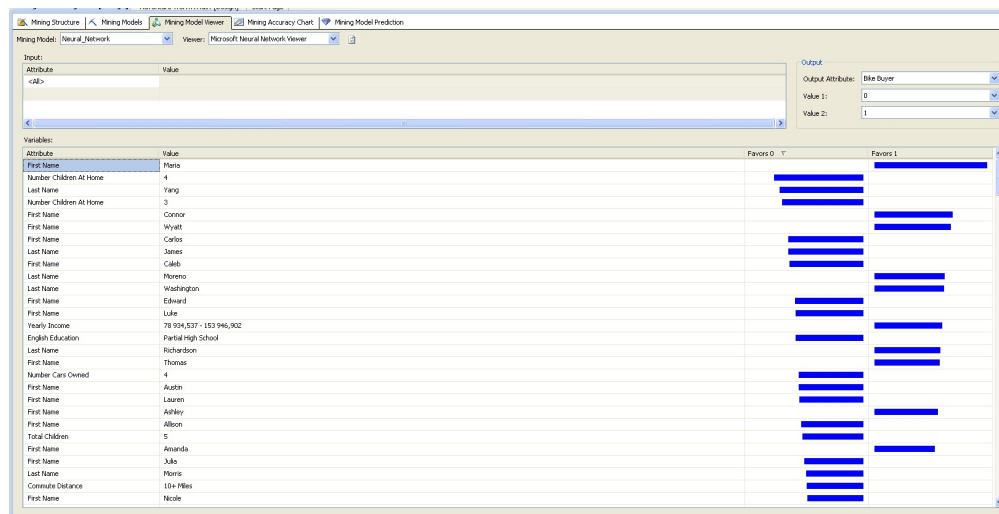 Mining Structure Mining Models Mining Model Viewer Mining Accuracy Chart Mining Model Prediction
Mining Model: Neural_Network Viewer: Microsoft Neural Network Viewer
Input:
Output
Attribute Value
<All>
Output Attribute: Bike Buyer
Value 1: 0
Value 2: 1
Variables:
Attribute Value Favors 0 Favors 1
First Name Maria
Number Children At Home 4
Last Name Yang
Number Children At Home 3
First Name Connor
First Name Wyatt
First Name Carlos
Last Name James
First Name Caleb
Last Name Moreno
Last Name Washington
First Name Edward
First Name Luke
Yearly Income 78 934,537 - 153 946,902
English Education Partial High School
Last Name Richardson
First Name Thomas
Number Cars Owned 4
First Name Austin
First Name Lauren
First Name Ashley
First Name Allison
Total Children 5
First Name Amanda
First Name Julia
Last Name Morris
Commute Distance 10+ Miles
First Name Nicole